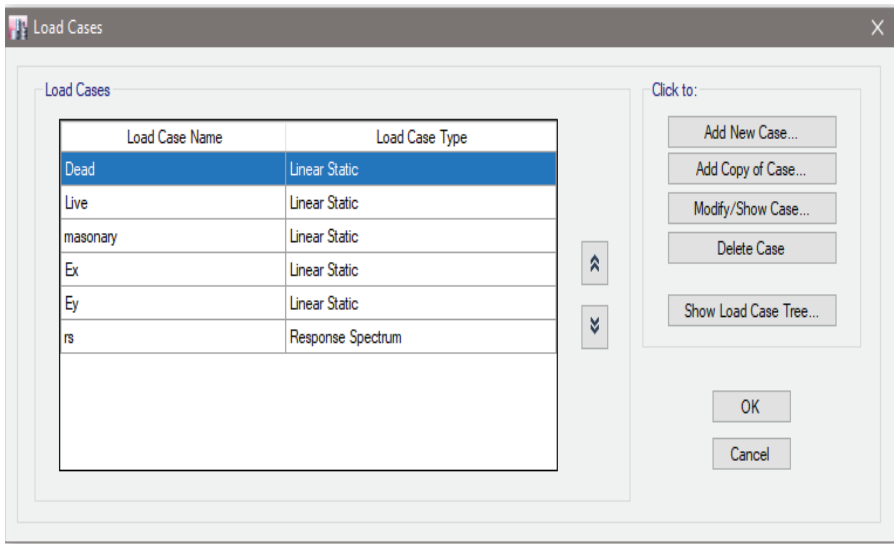 Load Cases
Load Cases
Click to:
Load Case Name Load Case Type
Dead Linear Static
Live Linear Static
masonary Linear Static
Ex Linear Static
Ey Linear Static
rs Response Spectrum
Add New Case...
Add Copy of Case...
Modify/Show Case...
Delete Case
Show Load Case Tree...
OK
Cancel